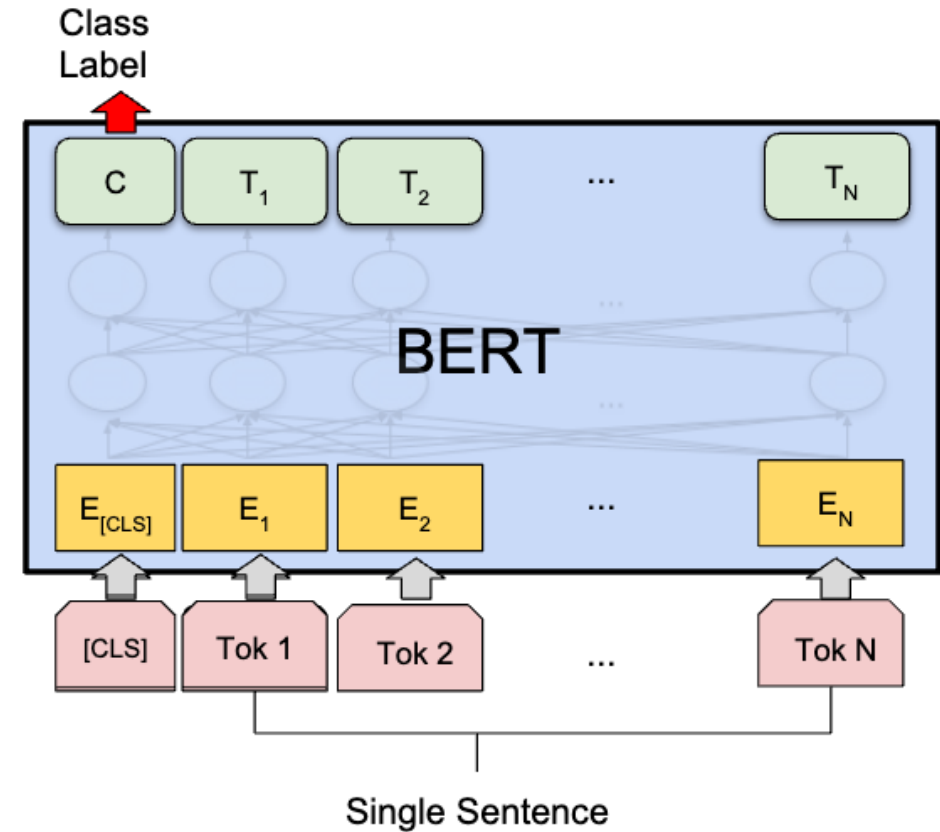 Class
Label
C T1 T2 ... TN
...
BERT
...
E[CLS] E1 E2 ... EN
[CLS] Tok 1 Tok 2 ... Tok N
Single Sentence